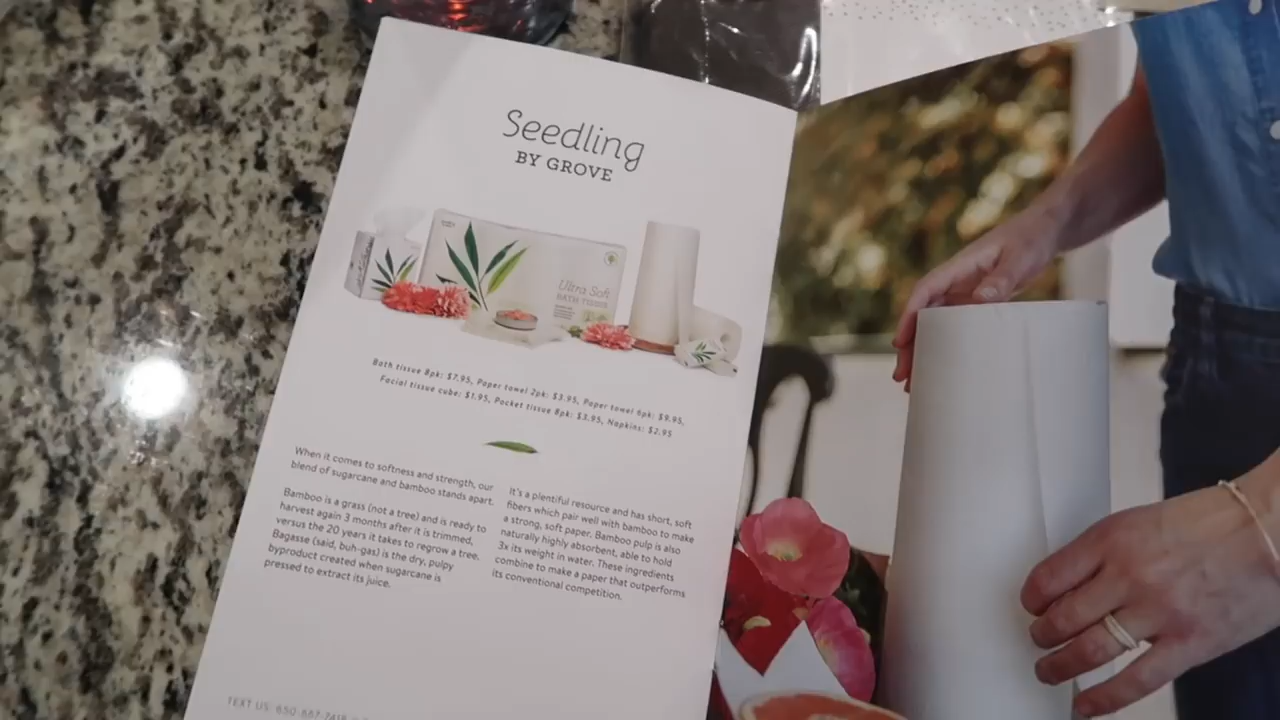 Seedling
BY GROVE
Ultra Soft
BATH TISSUE
Bath tissue 8pk: $7.95, Paper towel 2pk: $3.95, Paper towel 6pk: $9.95,
Facial tissue cube: $1.95, Pocket tissue 8pk: $3.95, Napkins: $2.95
When it comes to softness and strength, our
blend of sugarcane and bamboo stands apart.
Bamboo is a grass (not a tree) and is ready to
harvest again 3 months after it is trimmed,
versus the 20 years it takes to regrow a tree.
Bagasse (said, buh-gas) is the dry, pulpy
byproduct created when sugarcane is
pressed to extract its juice.
It's a plentiful resource and has short, soft
fibers which pair well with bamboo to make
a strong, soft paper. Bamboo pulp is also
naturally highly absorbent, able to hold
3x its weight in water. These ingredients
combine to make a paper that outperforms
its conventional competition.
TEXT US: